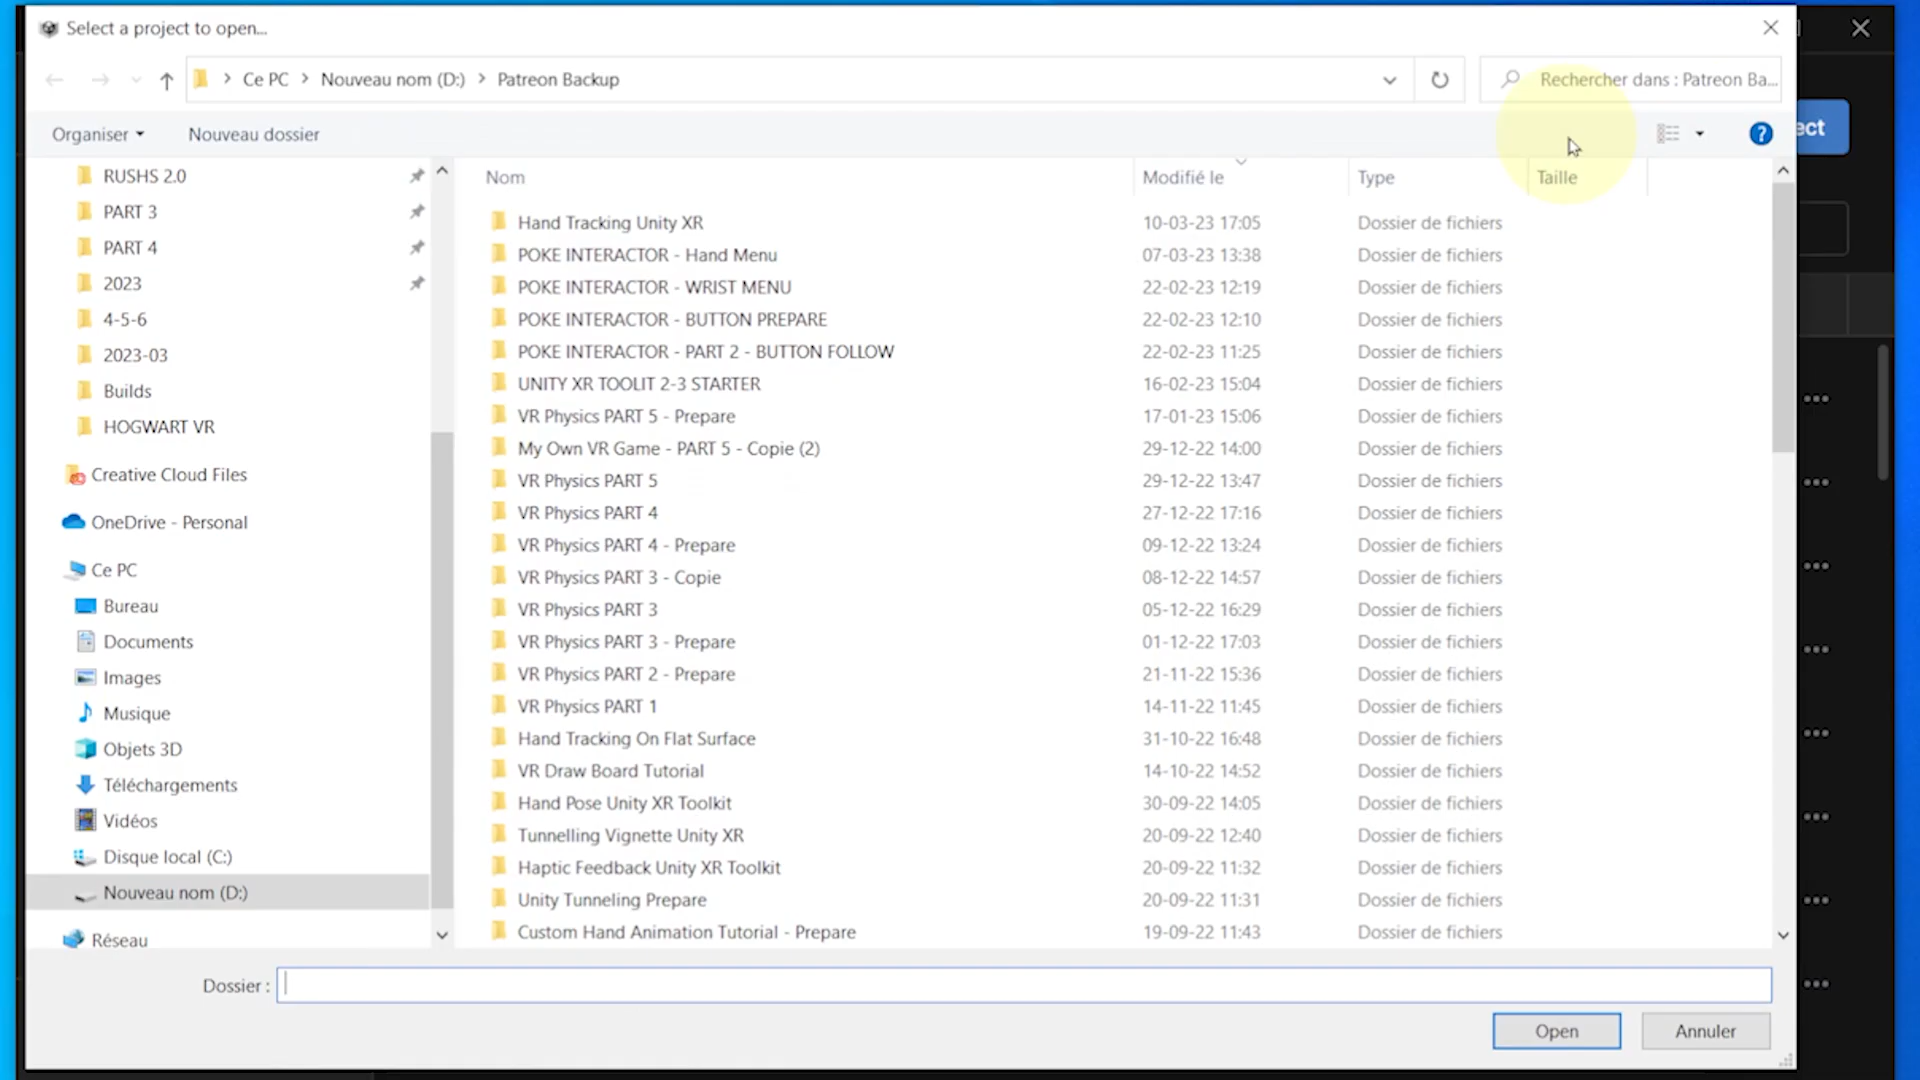 Select a project to open...
Ce PC > Nouveau nom (D:) > Patreon Backup
Rechercher dans : Patreon Ba...
Organiser
Nouveau dossier
?
ect
RUSHS 2.0
PART 3
PART 4
2023
4-5-6
2023-03
Builds
HOGWART VR
Creative Cloud Files
OneDrive - Personal
Ce PC
Bureau
Documents
Images
Musique
Objets 3D
Téléchargements
Vidéos
Disque local (C:)
Nouveau nom (D:)
Réseau
Nom Modifié le Type Taille
Hand Tracking Unity XR 10-03-23 17:05 Dossier de fichiers
POKE INTERACTOR - Hand Menu 07-03-23 13:38 Dossier de fichiers
POKE INTERACTOR - WRIST MENU 22-02-23 12:19 Dossier de fichiers
POKE INTERACTOR - BUTTON PREPARE 22-02-23 12:10 Dossier de fichiers
POKE INTERACTOR - PART 2 - BUTTON FOLLOW 22-02-23 11:25 Dossier de fichiers
UNITY XR TOOLIT 2-3 STARTER 16-02-23 15:04 Dossier de fichiers
VR Physics PART 5 - Prepare 17-01-23 15:06 Dossier de fichiers
My Own VR Game - PART 5 - Copie (2) 29-12-22 14:00 Dossier de fichiers
VR Physics PART 5 29-12-22 13:47 Dossier de fichiers
VR Physics PART 4 27-12-22 17:16 Dossier de fichiers
VR Physics PART 4 - Prepare 09-12-22 13:24 Dossier de fichiers
VR Physics PART 3 - Copie 08-12-22 14:57 Dossier de fichiers
VR Physics PART 3 05-12-22 16:29 Dossier de fichiers
VR Physics PART 3 - Prepare 01-12-22 17:03 Dossier de fichiers
VR Physics PART 2 - Prepare 21-11-22 15:36 Dossier de fichiers
VR Physics PART 1 14-11-22 11:45 Dossier de fichiers
Hand Tracking On Flat Surface 31-10-22 16:48 Dossier de fichiers
VR Draw Board Tutorial 14-10-22 14:52 Dossier de fichiers
Hand Pose Unity XR Toolkit 30-09-22 14:05 Dossier de fichiers
Tunnelling Vignette Unity XR 20-09-22 12:40 Dossier de fichiers
Haptic Feedback Unity XR Toolkit 20-09-22 11:32 Dossier de fichiers
Unity Tunneling Prepare 20-09-22 11:31 Dossier de fichiers
Custom Hand Animation Tutorial - Prepare 19-09-22 11:43 Dossier de fichiers
Dossier :
Open
Annuler